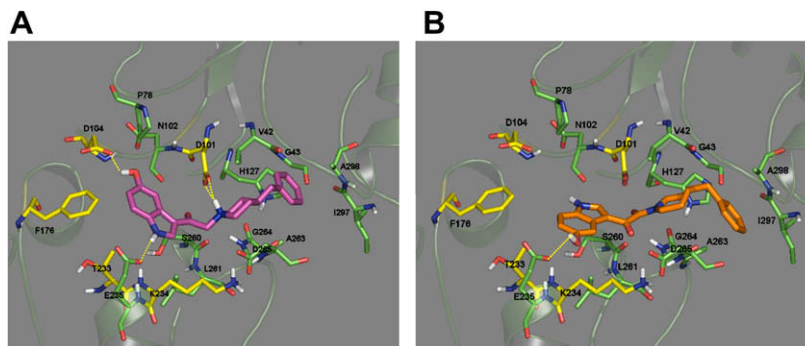 A
P78
D104
N102
D101
V42
G43
H127
A298
I297
F176
S260
G264
D265
A263
T233
L261
E235
K234
B
P78
D104
N102
D101
V42
G43
H127
A298
I297
F176
S260
G264
D265
A263
T233
L261
E235
K234